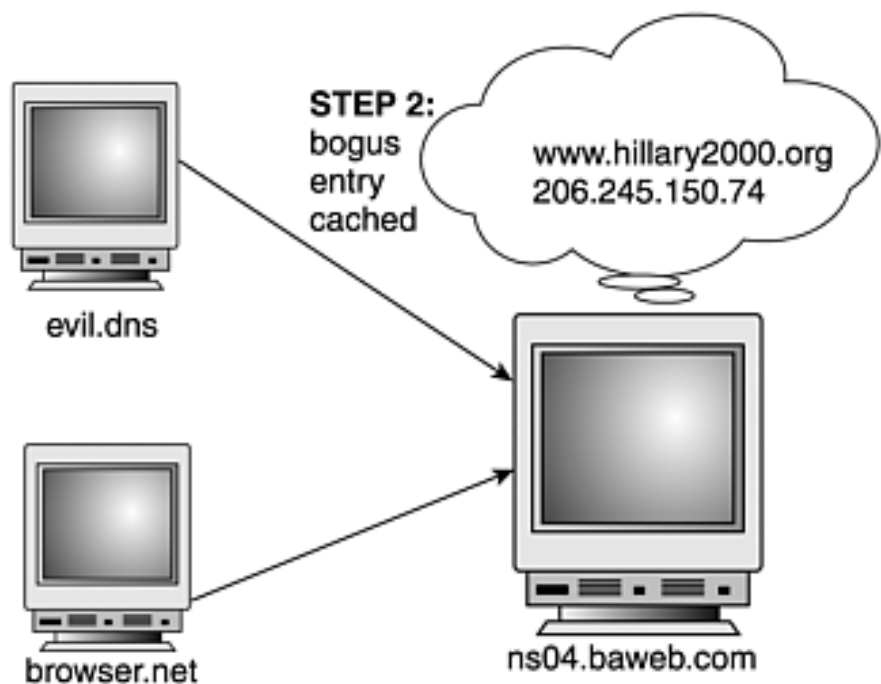 STEP 2:
bogus
entry
cached
www.hillary2000.org
206.245.150.74
evil.dns
browser.net
ns04.baweb.com